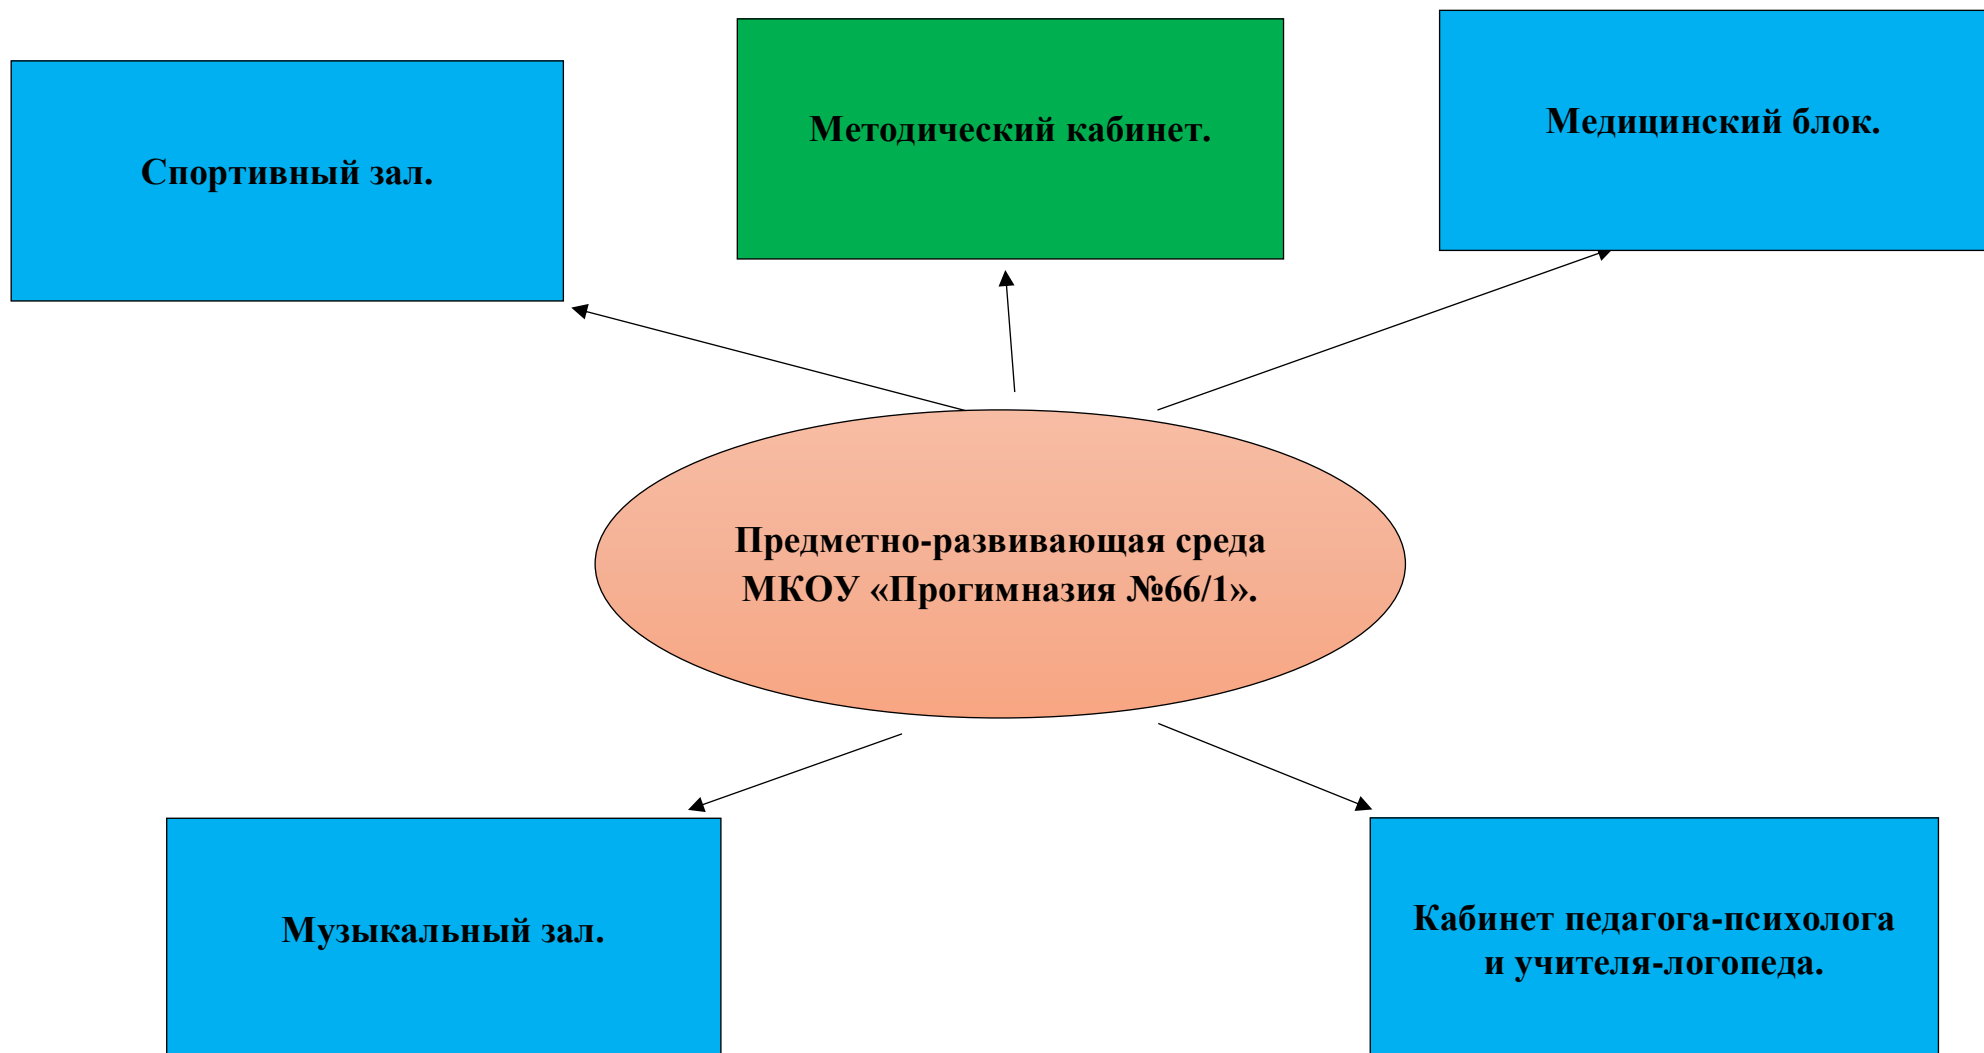 Спортивный зал.
Методический кабинет.
Медицинский блок.
Предметно-развивающая среда
МКОУ «Прогимназия №66/1».
Музыкальный зал.
Кабинет педагога-психолога
и учителя-логопеда.